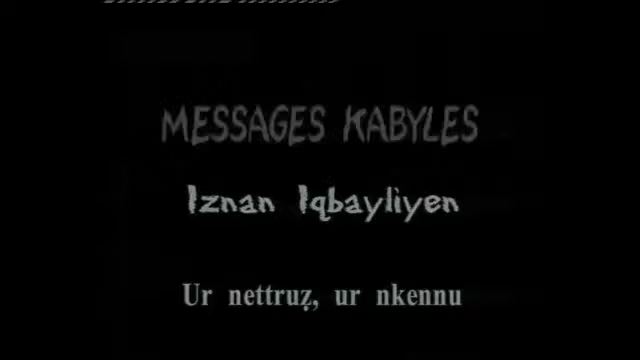 MESSAGES KABYLES
Iznan Iqbayliyen
Ur nettruẓ, ur nkennu